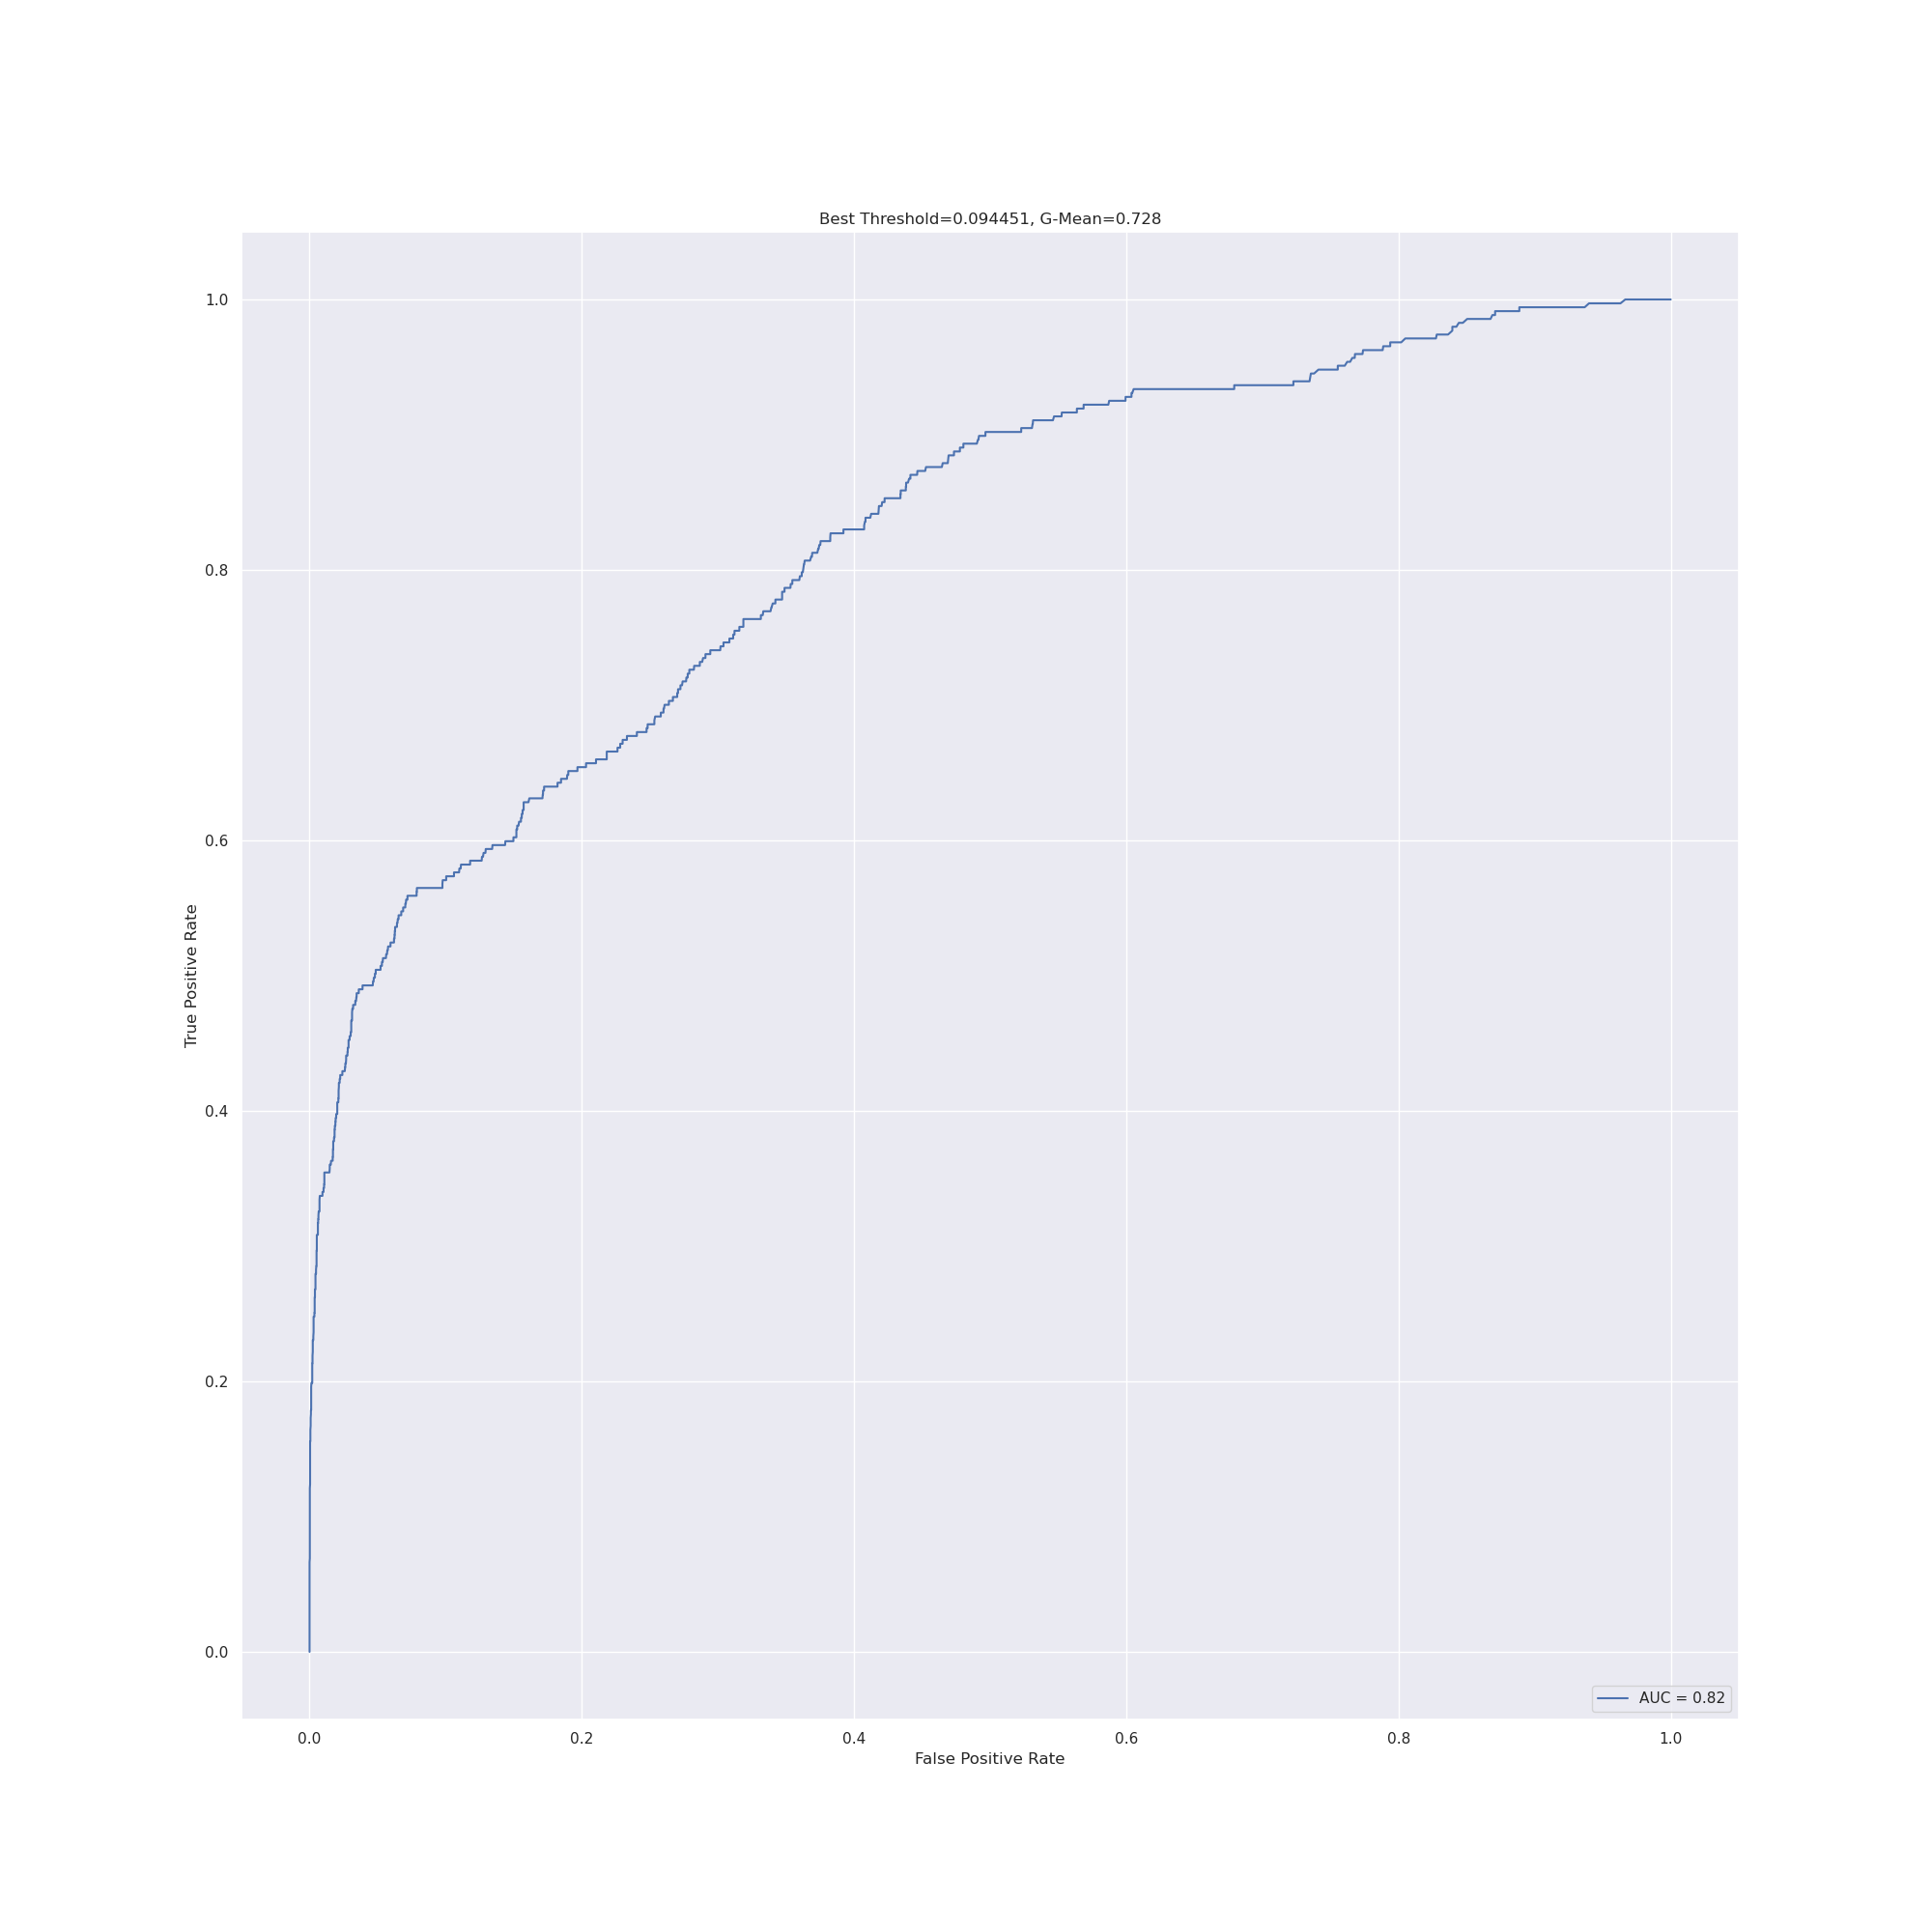 Best Threshold=0.094451, G-Mean=0.728
1.0
0.8
0.6
0.4
0.2
0.0
True Positive Rate
AUC = 0.82
0.0 0.2 0.4 0.6 0.8 1.0
False Positive Rate